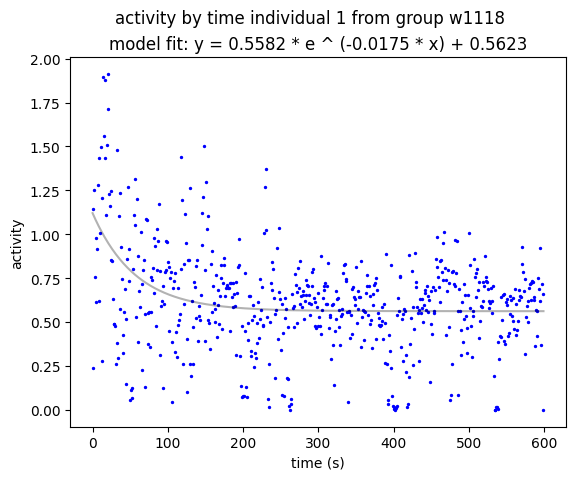 activity by time individual 1 from group w1118
model fit: y = 0.5582 * e ^ (-0.0175 * x) + 0.5623
2.00
1.75
1.50
1.25
1.00
0.75
0.50
0.25
0.00
activity
0 100 200 300 400 500 600
time (s)